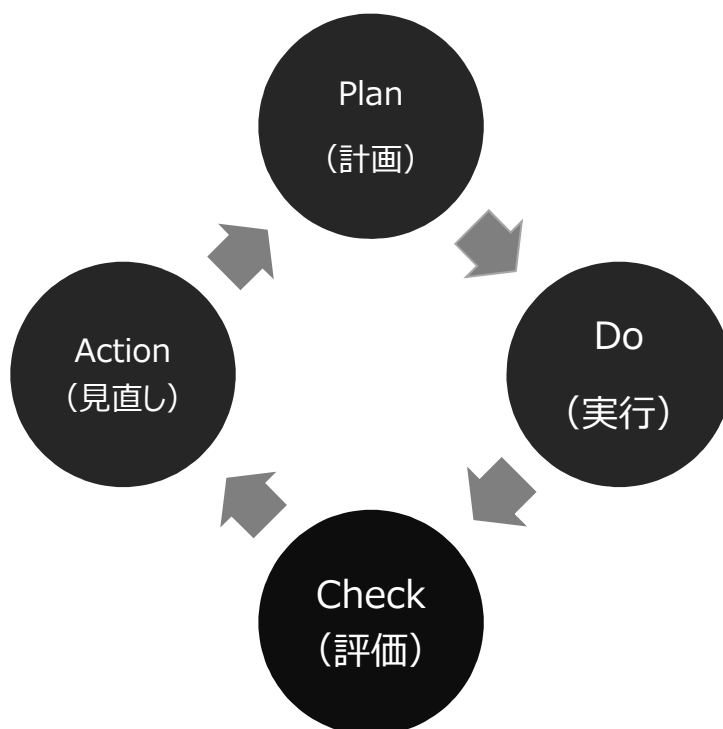 Plan
（計画）
Do
（実行）
Check
（評価）
Action
（見直し）